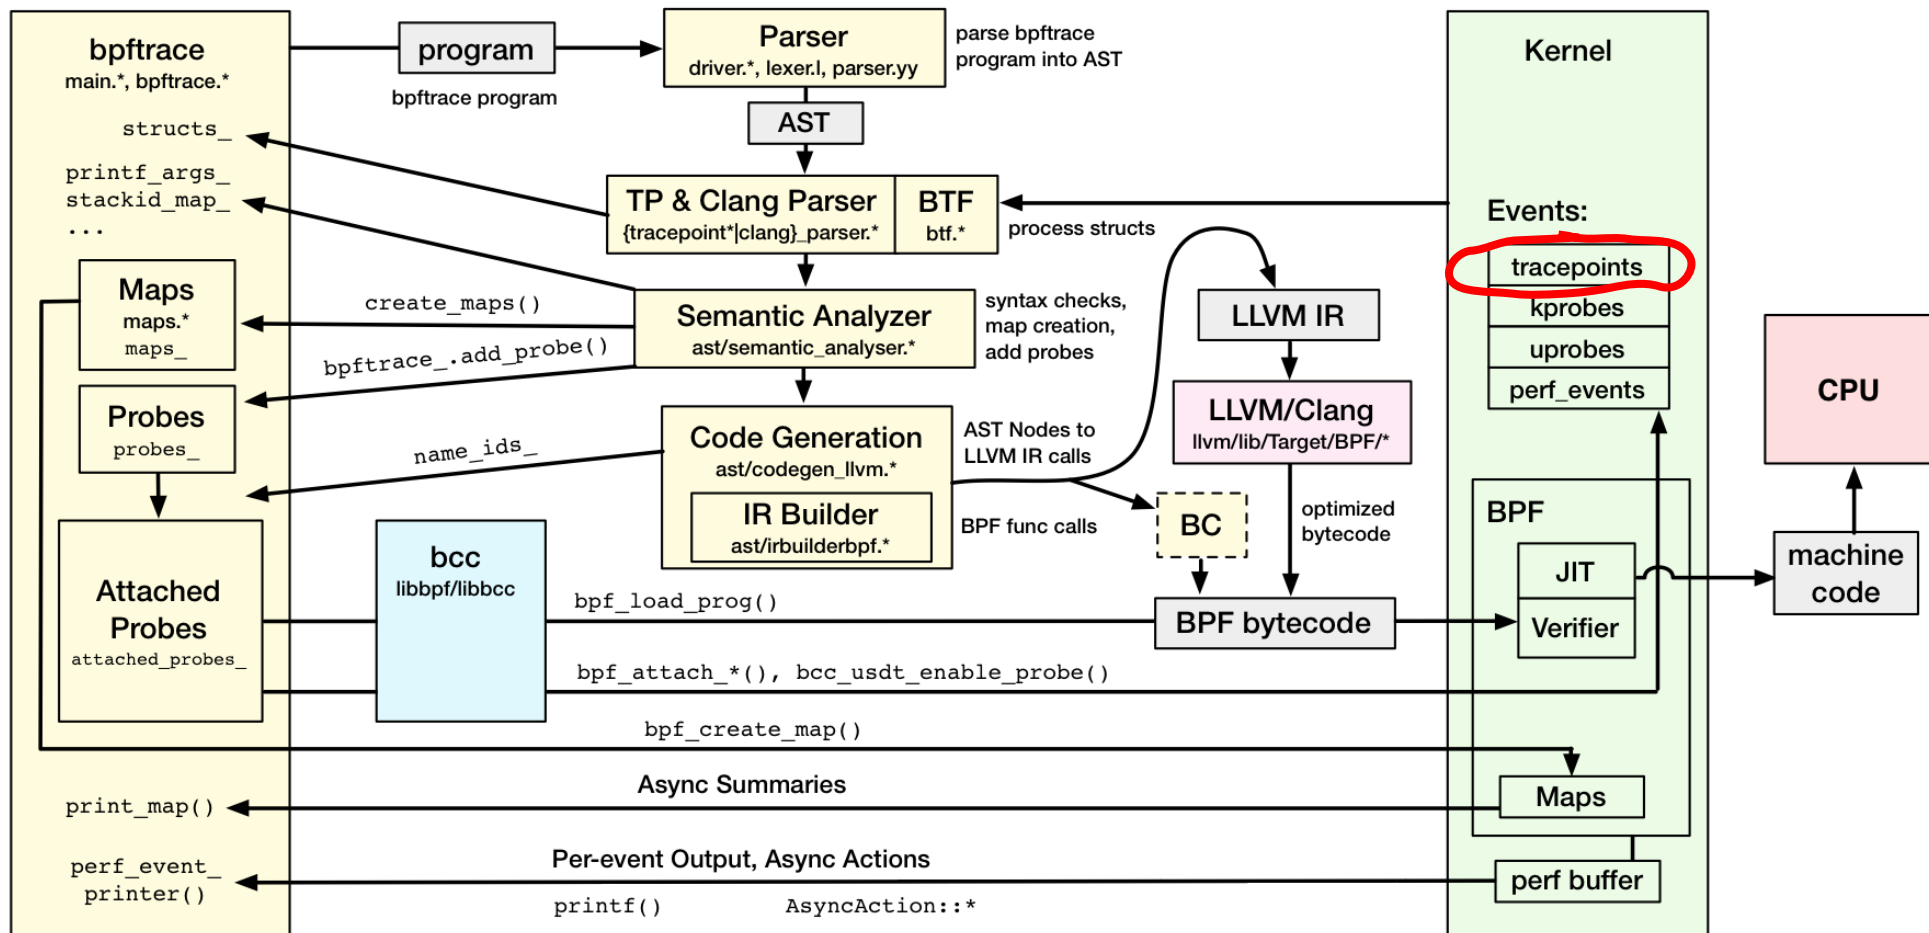 bpftrace
main.*, bpftrace.*
structs_
printf_args_
stackid_map_
...
Maps
maps.*
maps_
Probes
probes_
Attached
Probes
attached_probes_
print_map()
perf_event_
printer()
program
bpftrace program
Parser
driver.*, lexer.l, parser.yy
parse bpftrace
program into AST
AST
TP & Clang Parser
{tracepoint*|clang}_parser.*
BTF
btf.*
process structs
create_maps()
Semantic Analyzer
ast/semantic_analyser.*
syntax checks,
map creation,
add probes
bpftrace_.add_probe()
name_ids_
Code Generation
ast/codegen_llvm.*
IR Builder
ast/irbuilderbpf.*
AST Nodes to
LLVM IR calls
BPF func calls
LLVM IR
LLVM/Clang
llvm/lib/Target/BPF/*
optimized
bytecode
BC
bcc
libbpf/libbcc
bpf_load_prog()
BPF bytecode
bpf_attach_*(), bcc_usdt_enable_probe()
bpf_create_map()
Async Summaries
Per-event Output, Async Actions
printf()
AsyncAction::*
Kernel
Events:
tracepoints
kprobes
uprobes
perf_events
BPF
JIT
Verifier
Maps
perf buffer
CPU
machine
code